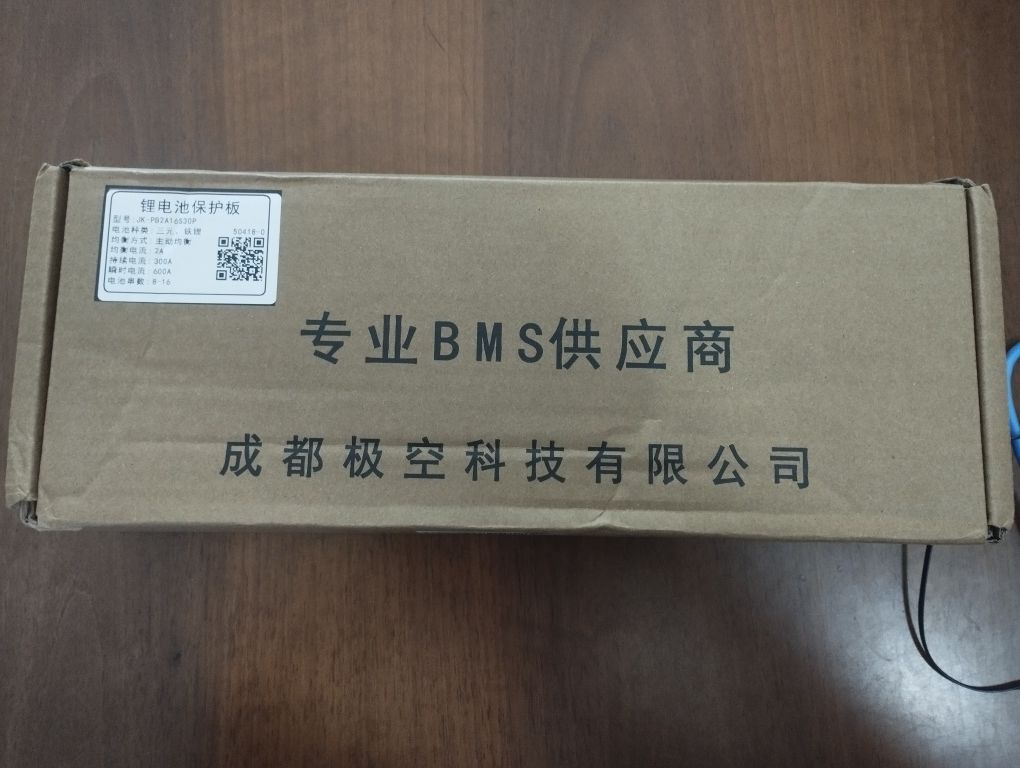 锂电池保护板
型号:JK-PB2A16S30P
电池种类:三元、铁锂 50418-0
均衡方式:主动均衡
均衡电流:2A
持续电流:300A
瞬时电流:600A
电池串数:8-16
专业BMS供应商
成都极空科技有限公司